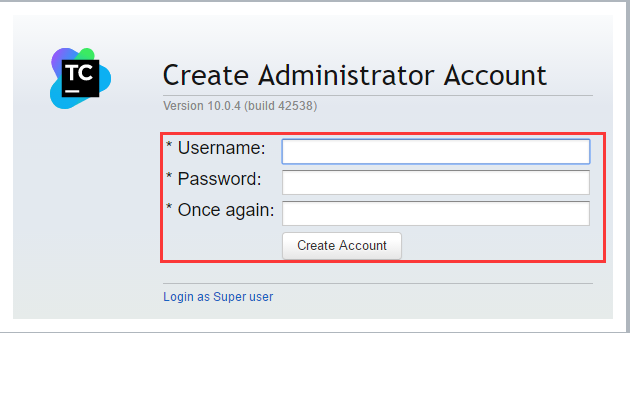 TC
Create Administrator Account
Version 10.0.4 (build 42538)
* Username:
* Password:
* Once again:
Create Account
Login as Super user